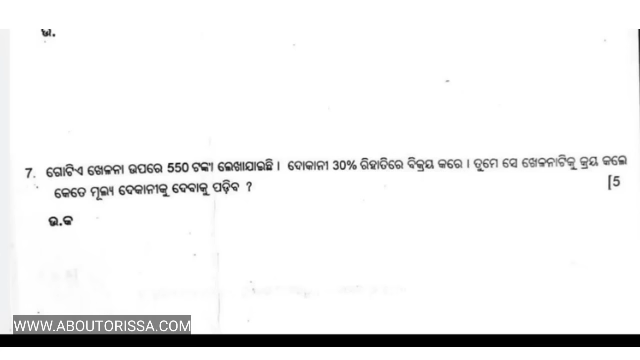 ଉ.
7. ଗୋଟିଏ ଖେଳନା ଉପରେ 550 ଟଙ୍କା ଲେଖାଯାଇଛି। ଦୋକାନୀ 30% ରିହାତିରେ ବିକ୍ରୟ କରେ। ତୁମେ ସେ ଖେଳନାଟିକୁ କ୍ରୟ କଲେ
କେତେ ମୂଲ୍ୟ ଦେକାନୀକୁ ଦେବାକୁ ପଡ଼ିବ ? [5
ଉ.କ
WWW.ABOUTORISSA.COM